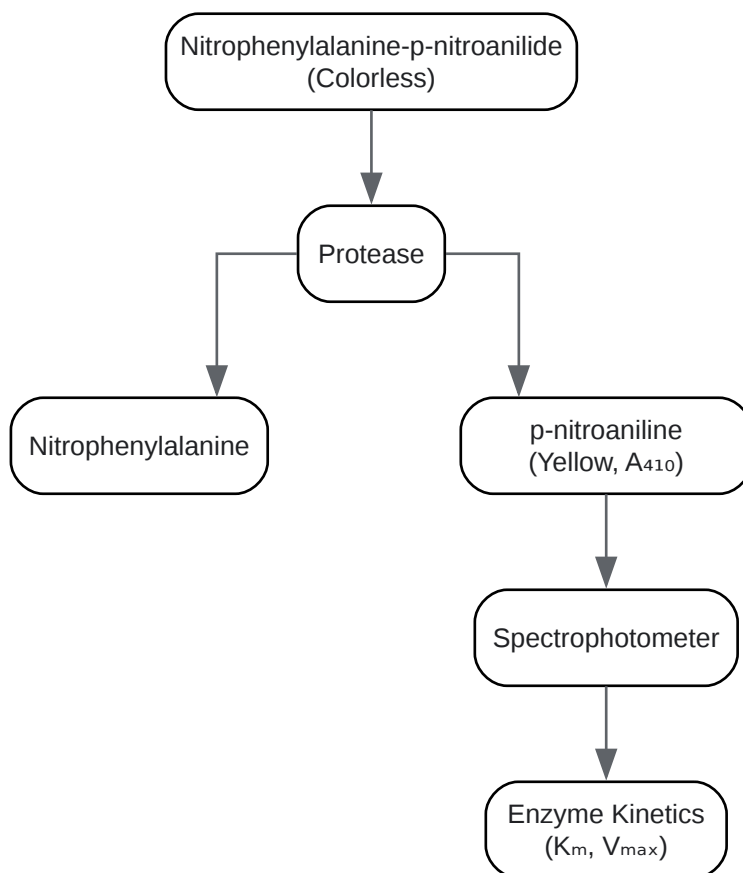 Nitrophenylalanine-p-nitroanilide
(Colorless)
Protease
Nitrophenylalanine
p-nitroaniline
(Yellow, A₄₁₀)
Spectrophotometer
Enzyme Kinetics
(Kₘ, Vₘₐₓ)